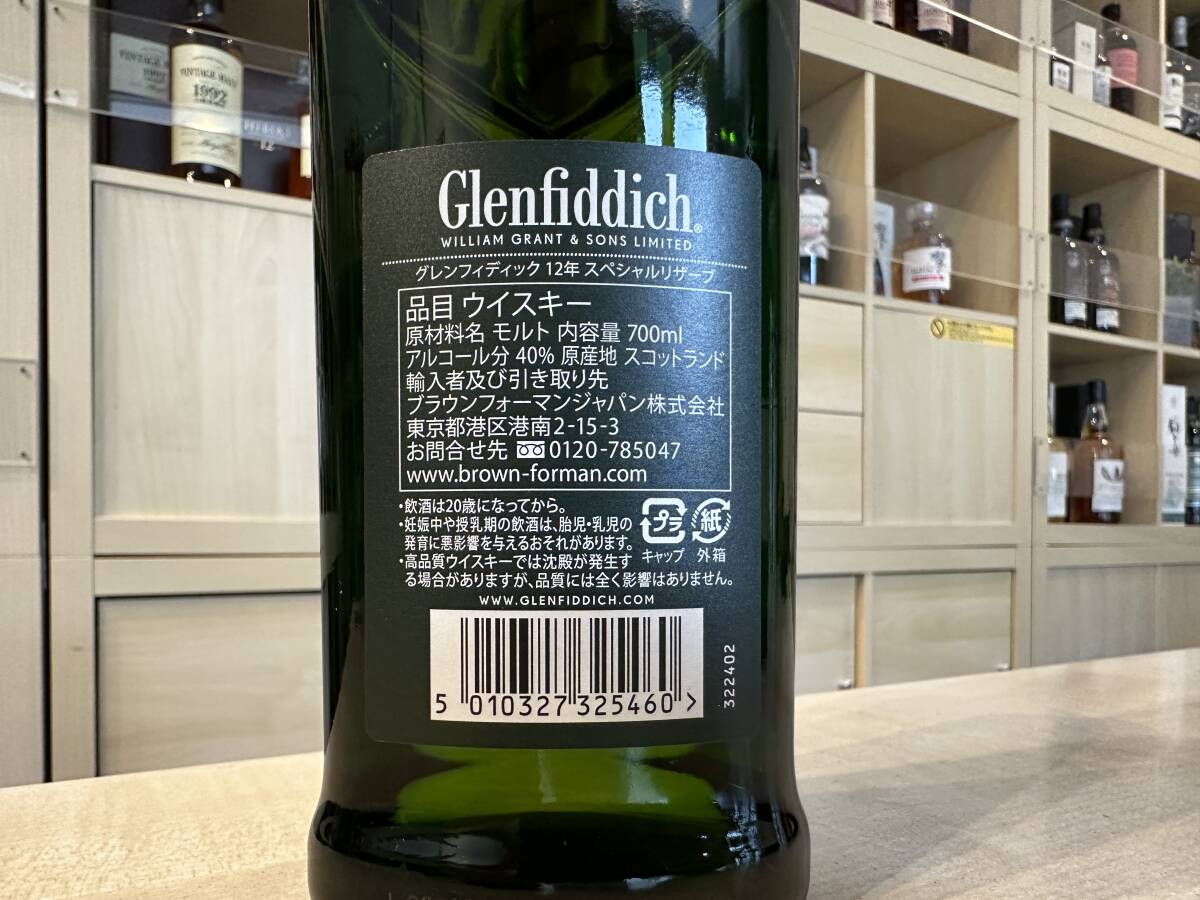 VINTAGE MALT
1992
Glenfiddich®
WILLIAM GRANT & SONS LIMITED
グレンフィディック 12年 スペシャルリザーブ
品目 ウイスキー
原材料名 モルト 内容量 700ml
アルコール分 40% 原産地 スコットランド
輸入者及び引き取り先
ブラウンフォーマンジャパン株式会社
東京都港区港南2-15-3
お問合せ先 0120-785047
www.brown-forman.com
・飲酒は20歳になってから。
・妊娠中や授乳期の飲酒は、胎児・乳児の
発育に悪影響を与えるおそれがあります。
プラ 紙
キャップ 外箱
・高品質ウイスキーでは沈殿が発生す
る場合がありますが、品質には全く影響はありません。
WWW.GLENFIDDICH.COM
5 010327 325460 >
322402